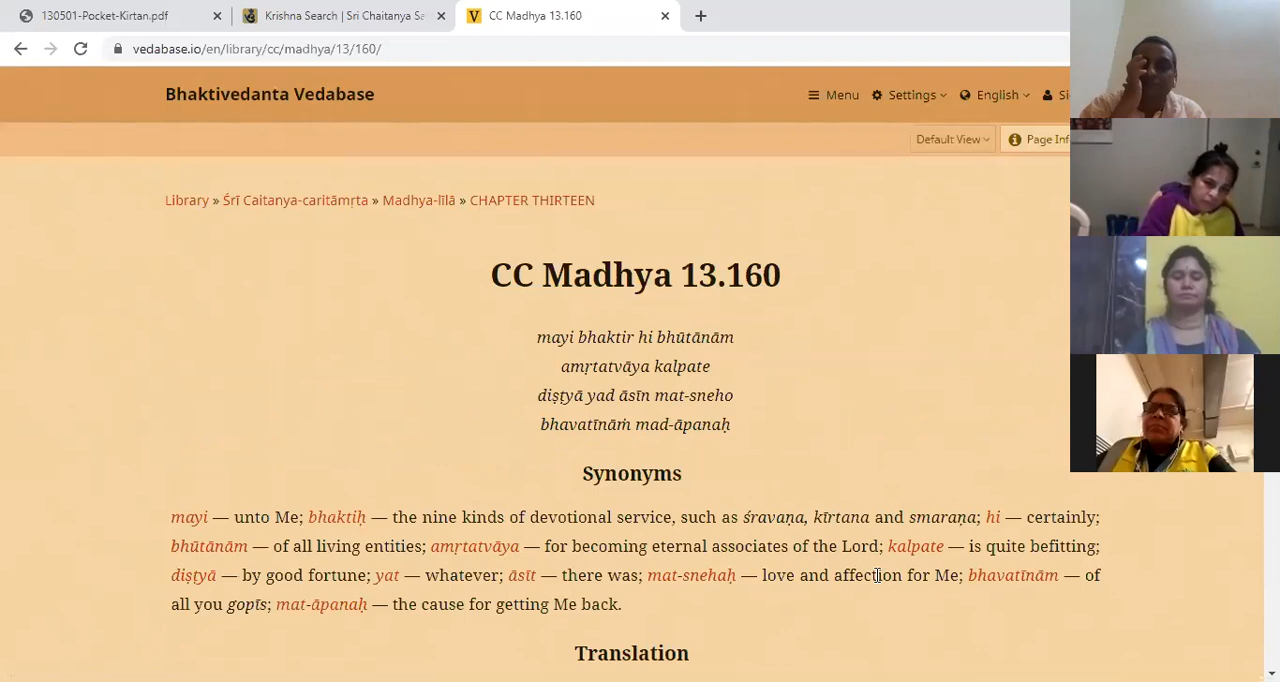 130501-Pocket-Kirtan.pdf
Krishna Search | Sri Chaitanya Sa
CC Madhya 13.160
vedabase.io/en/library/cc/madhya/13/160/
Bhaktivedanta Vedabase
Menu Settings English Si
Default View Page Inf
Library » Śrī Caitanya-caritāmṛta » Madhya-līlā » CHAPTER THIRTEEN
CC Madhya 13.160
mayi bhaktir hi bhūtānām
amṛtatvāya kalpate
diṣṭyā yad āsīn mat-sneho
bhavatīnāṁ mad-āpanaḥ
Synonyms
mayi — unto Me; bhaktiḥ — the nine kinds of devotional service, such as śravaṇa, kīrtana and smaraṇa; hi — certainly;
bhūtānām — of all living entities; amṛtatvāya — for becoming eternal associates of the Lord; kalpate — is quite befitting;
diṣṭyā — by good fortune; yat — whatever; āsīt — there was; mat-snehaḥ — love and affection for Me; bhavatīnām — of
all you gopīs; mat-āpanaḥ — the cause for getting Me back.
Translation